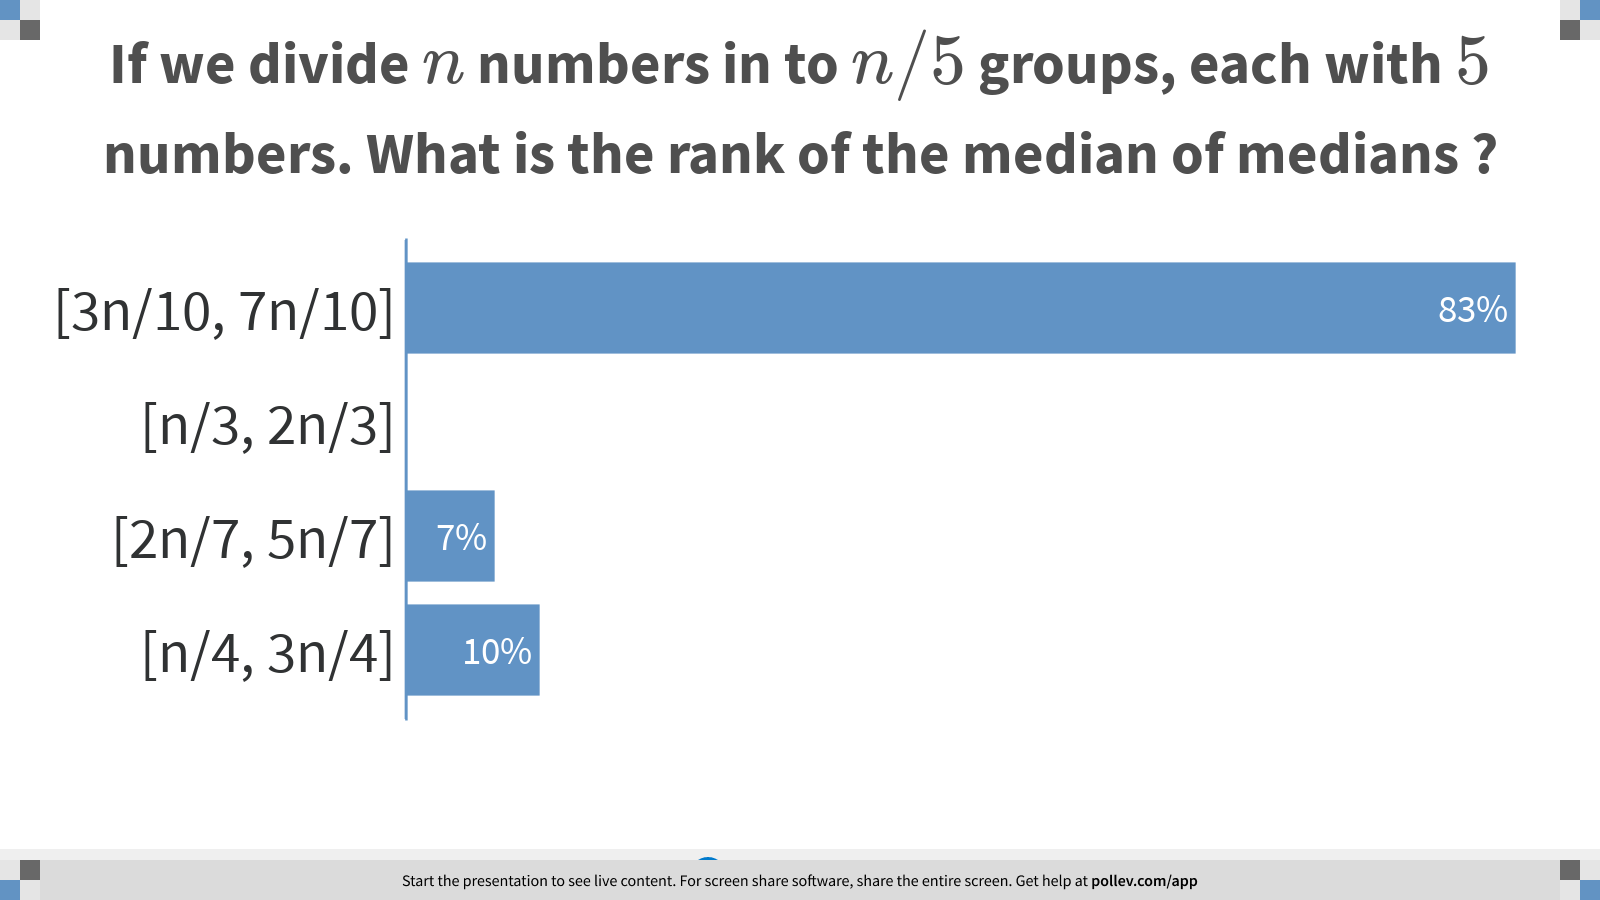 If we divide n numbers in to n/5 groups, each with 5
numbers. What is the rank of the median of medians ?
[3n/10, 7n/10]
83%
[n/3, 2n/3]
[2n/7, 5n/7]
7%
[n/4, 3n/4]
10%
Start the presentation to see live content. For screen share software, share the entire screen. Get help at pollev.com/app